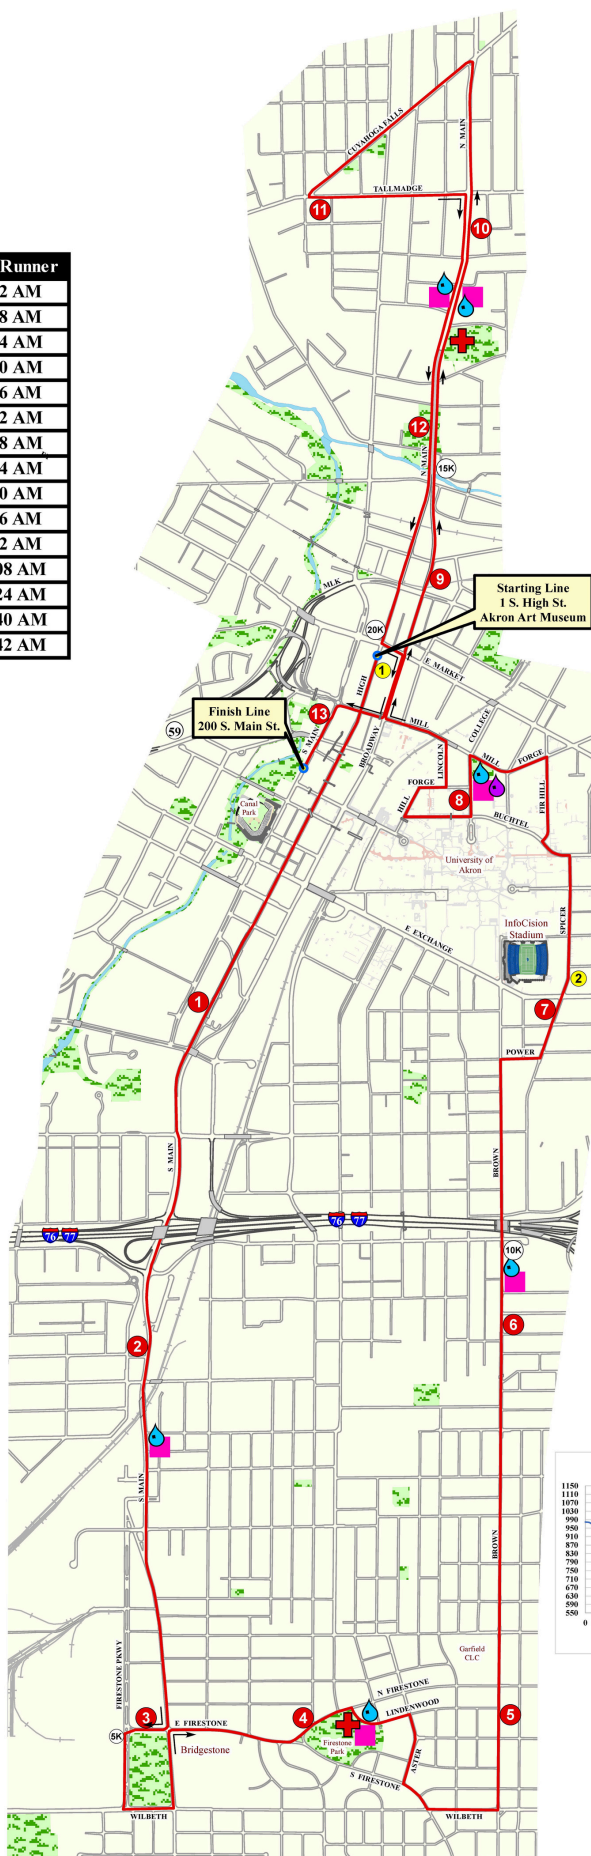 Runner
2 AM
8 AM
4 AM
0 AM
6 AM
2 AM
8 AM
4 AM
0 AM
6 AM
2 AM
08 AM
24 AM
40 AM
42 AM
CUYAHOGA FALLS
N MAIN
TALLMADGE
11
10
12
N MAIN
15K
9
MLK
Starting Line
1 S. High St.
Akron Art Museum
20K
1
E MARKET
HIGH
Finish Line
200 S. Main St.
13
S MAIN
59
BROADWAY
MILL
COLLEGE
LINCOLN
MILL
FORGE
FORGE
HILL
8
FIR HILL
BUCHTEL
Canal
Park
University of
Akron
E EXCHANGE
InfoCision
Stadium
SPICER
2
1
7
POWER
BROWN
S MAIN
76 77
76 77
10K
6
2
S MAIN
BROWN
1150
1110
1070
1030
990
950
910
870
830
790
750
710
670
630
590
550
0
Garfield
CLC
FIRESTONE PKWY
N FIRESTONE
LINDENWOOD
3
4
5
5K
E FIRESTONE
Bridgestone
Firestone
Park
ASTER
S FIRESTONE
WILBETH
WILBETH